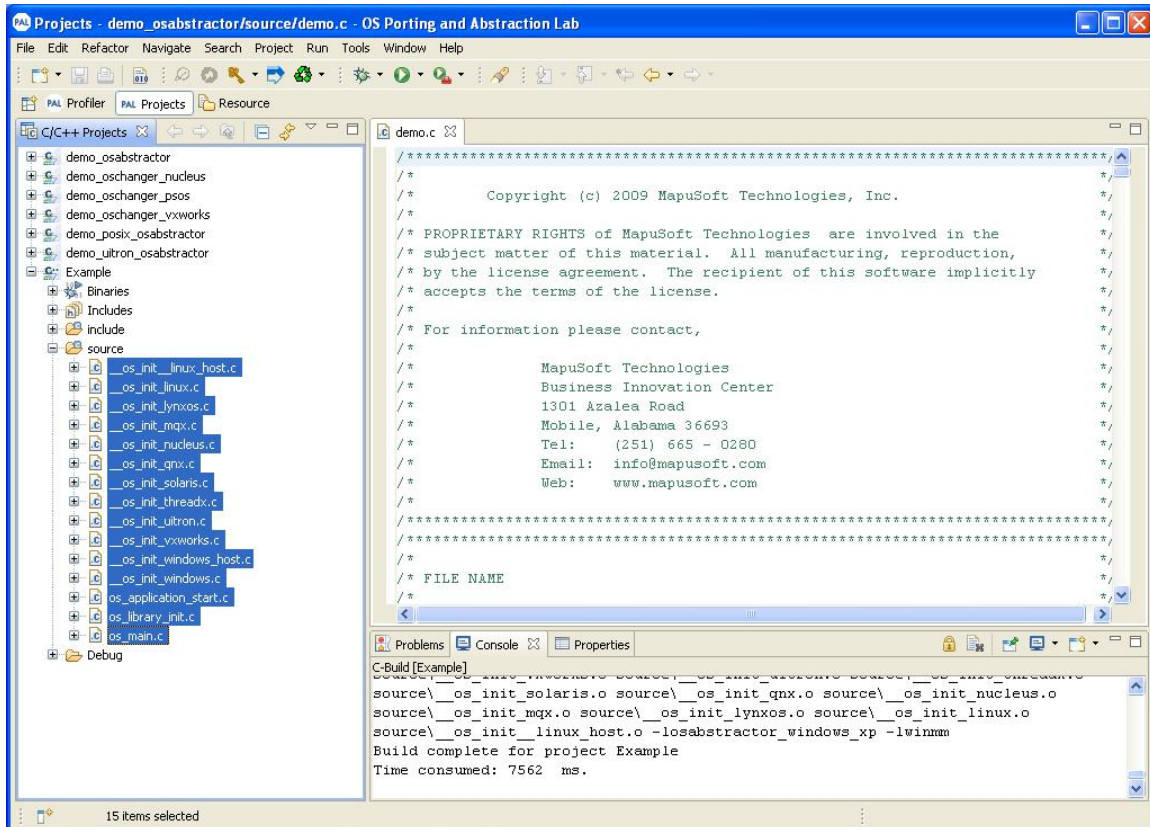 PAL Projects - demo_osabstractor/source/demo.c - OS Porting and Abstraction Lab
File Edit Refactor Navigate Search Project Run Tools Window Help
PAL Profiler PAL Projects Resource
C/C++ Projects
demo_osabstractor
demo_oschanger_nucleus
demo_oschanger_psos
demo_oschanger_vxworks
demo_posix_osabstractor
demo_uitron_osabstractor
Example
Binaries
Includes
include
source
__os_init__linux_host.c
__os_init_linux.c
__os_init_lynxos.c
__os_init_mqx.c
__os_init_nucleus.c
__os_init_qnx.c
__os_init_solaris.c
__os_init_threadx.c
__os_init_uitron.c
__os_init_vxworks.c
__os_init_windows_host.c
__os_init_windows.c
os_application_start.c
os_library_init.c
os_main.c
Debug
demo.c
/* Copyright (c) 2009 MapuSoft Technologies, Inc.
/* PROPRIETARY RIGHTS of MapuSoft Technologies are involved in the
/* subject matter of this material. All manufacturing, reproduction,
/* by the license agreement. The recipient of this software implicitly
/* accepts the terms of the license.
/* For information please contact,
/* MapuSoft Technologies
/* Business Innovation Center
/* 1301 Azalea Road
/* Mobile, Alabama 36693
/* Tel: (251) 665 - 0280
/* Email: info@mapusoft.com
/* Web: www.mapusoft.com
/* FILE NAME
Problems Console Properties
C-Build [Example]
source\__os_init_solaris.o source\__os_init_qnx.o source\__os_init_nucleus.o
source\__os_init_mqx.o source\__os_init_lynxos.o source\__os_init_linux.o
source\__os_init__linux_host.o -losabstractor_windows_xp -lwinmm
Build complete for project Example
Time consumed: 7562 ms.
15 items selected